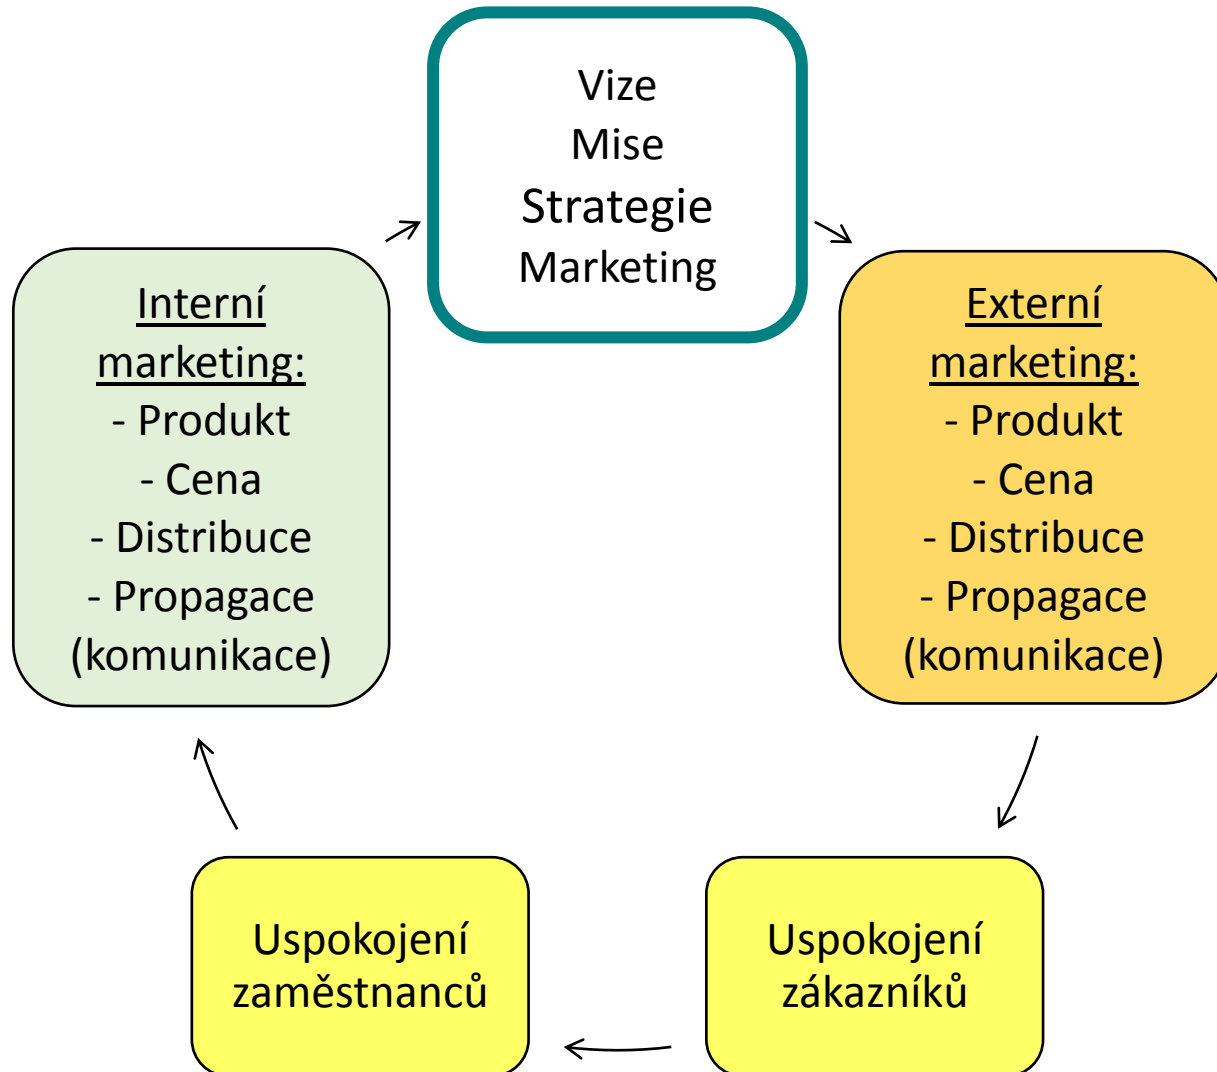 Vize
Mise
Strategie
Marketing
Interní
marketing:
- Produkt
- Cena
- Distribuce
- Propagace
(komunikace)
Externí
marketing:
- Produkt
- Cena
- Distribuce
- Propagace
(komunikace)
Uspokojení
zaměstnanců
Uspokojení
zákazníků